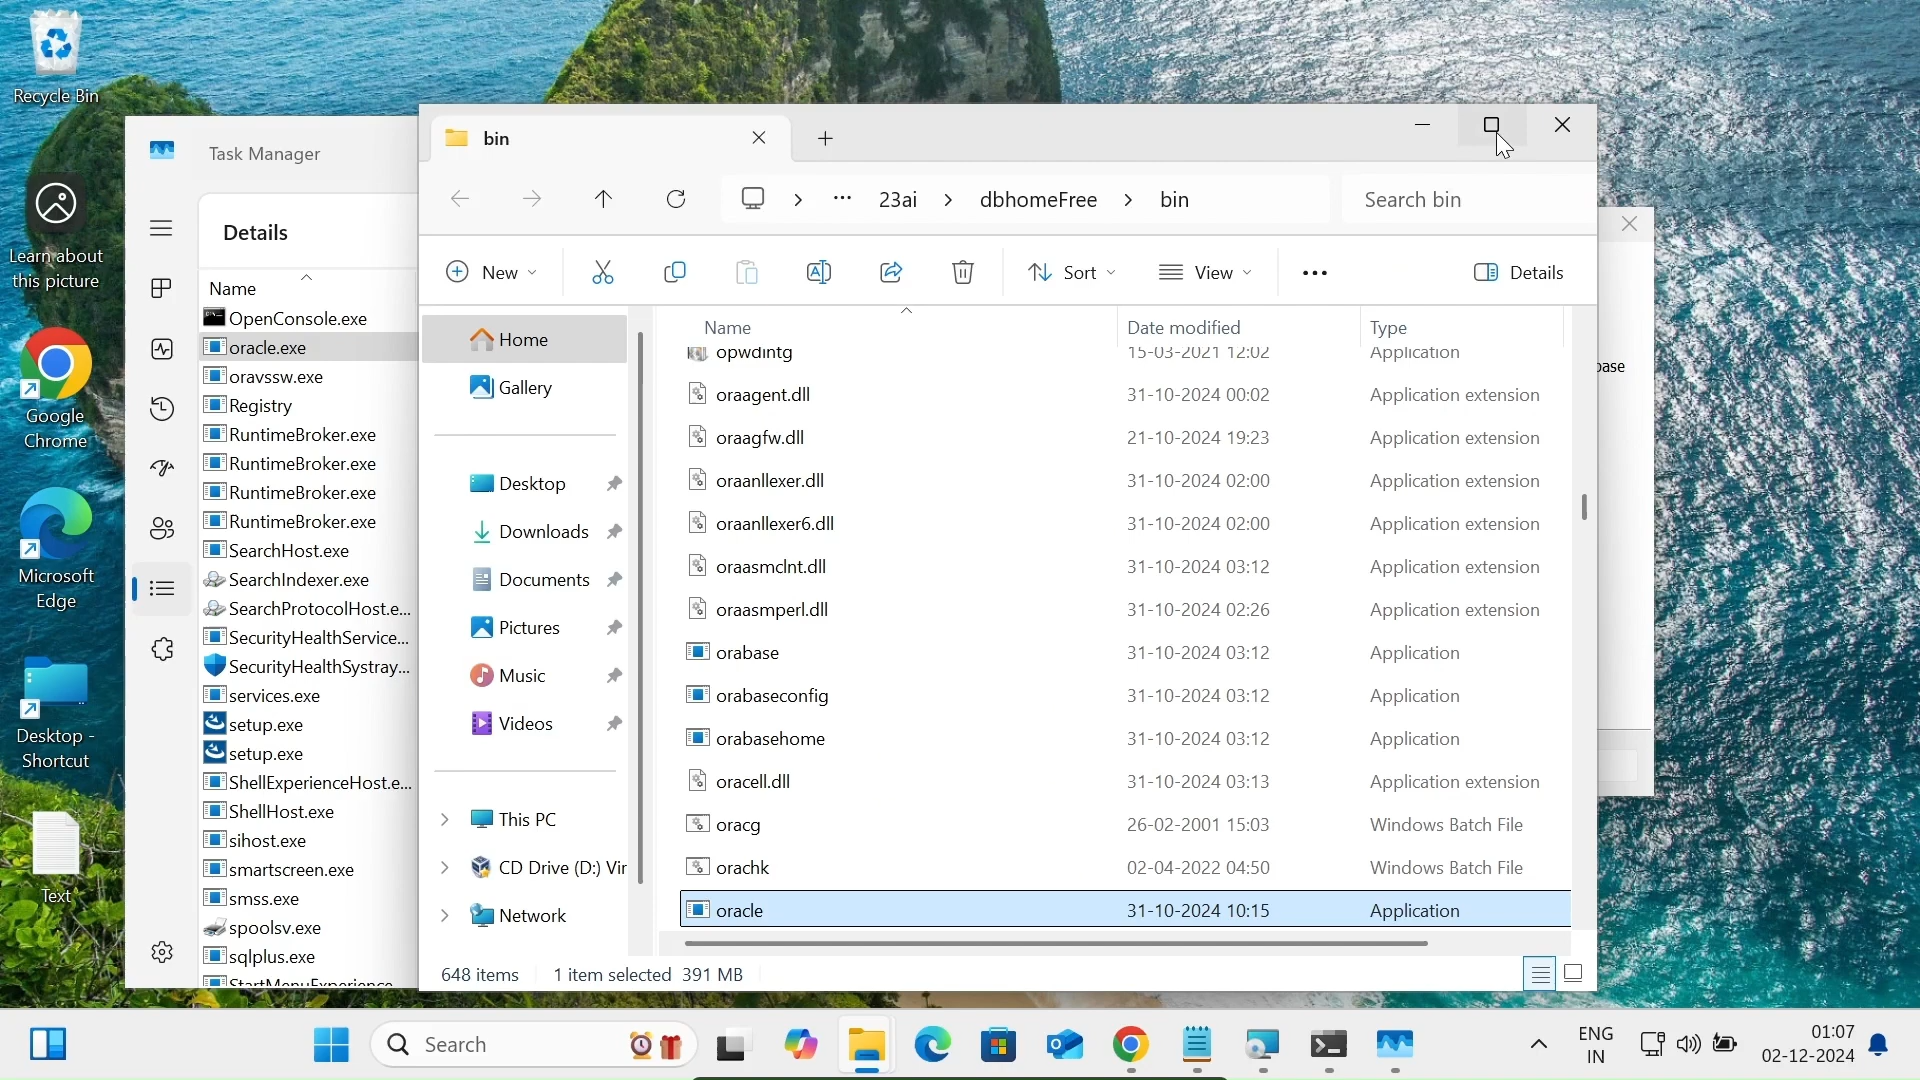 Recycle Bin
Learn about
this picture
Google
Chrome
Microsoft
Edge
Desktop -
Shortcut
Text
Task Manager
Details
Name
OpenConsole.exe
oracle.exe
oravssw.exe
Registry
RuntimeBroker.exe
RuntimeBroker.exe
RuntimeBroker.exe
RuntimeBroker.exe
SearchHost.exe
SearchIndexer.exe
SearchProtocolHost.e...
SecurityHealthService...
SecurityHealthSystray...
services.exe
setup.exe
setup.exe
ShellExperienceHost.e...
ShellHost.exe
sihost.exe
smartscreen.exe
smss.exe
spoolsv.exe
sqlplus.exe
StartMenuExperience
bin
23ai > dbhomeFree > bin
Search bin
New
Sort
View
Details
Home
Gallery
Desktop
Downloads
Documents
Pictures
Music
Videos
This PC
CD Drive (D:) Vir
Network
Name Date modified Type
opwdintg 15-03-2021 12:02 Application
oraagent.dll 31-10-2024 00:02 Application extension
oraagfw.dll 21-10-2024 19:23 Application extension
oraanllexer.dll 31-10-2024 02:00 Application extension
oraanllexer6.dll 31-10-2024 02:00 Application extension
oraasmclnt.dll 31-10-2024 03:12 Application extension
oraasmperl.dll 31-10-2024 02:26 Application extension
orabase 31-10-2024 03:12 Application
orabaseconfig 31-10-2024 03:12 Application
orabasehome 31-10-2024 03:12 Application
oracell.dll 31-10-2024 03:13 Application extension
oracg 26-02-2001 15:03 Windows Batch File
orachk 02-04-2022 04:50 Windows Batch File
oracle 31-10-2024 10:15 Application
648 items 1 item selected 391 MB
base
Search
ENG
IN
01:07
02-12-2024